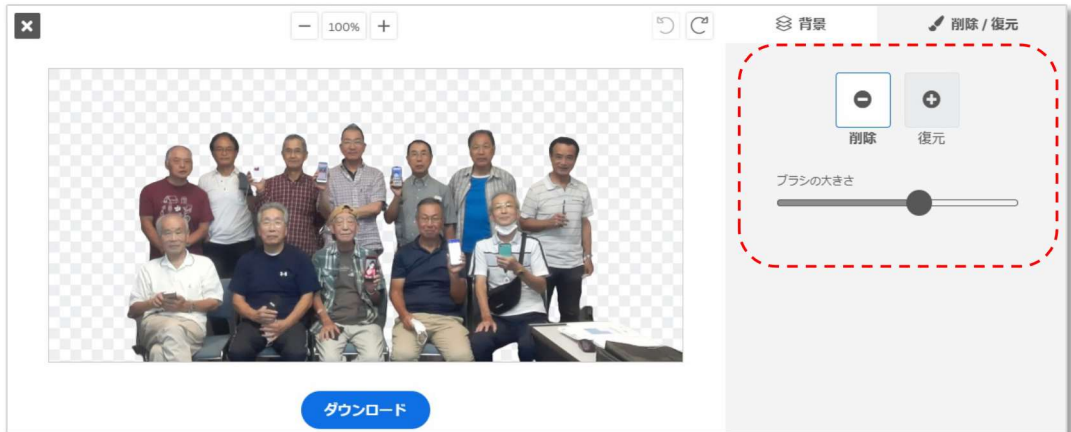 100%
背景
削除 / 復元
削除
復元
ブラシの大きさ
ダウンロード